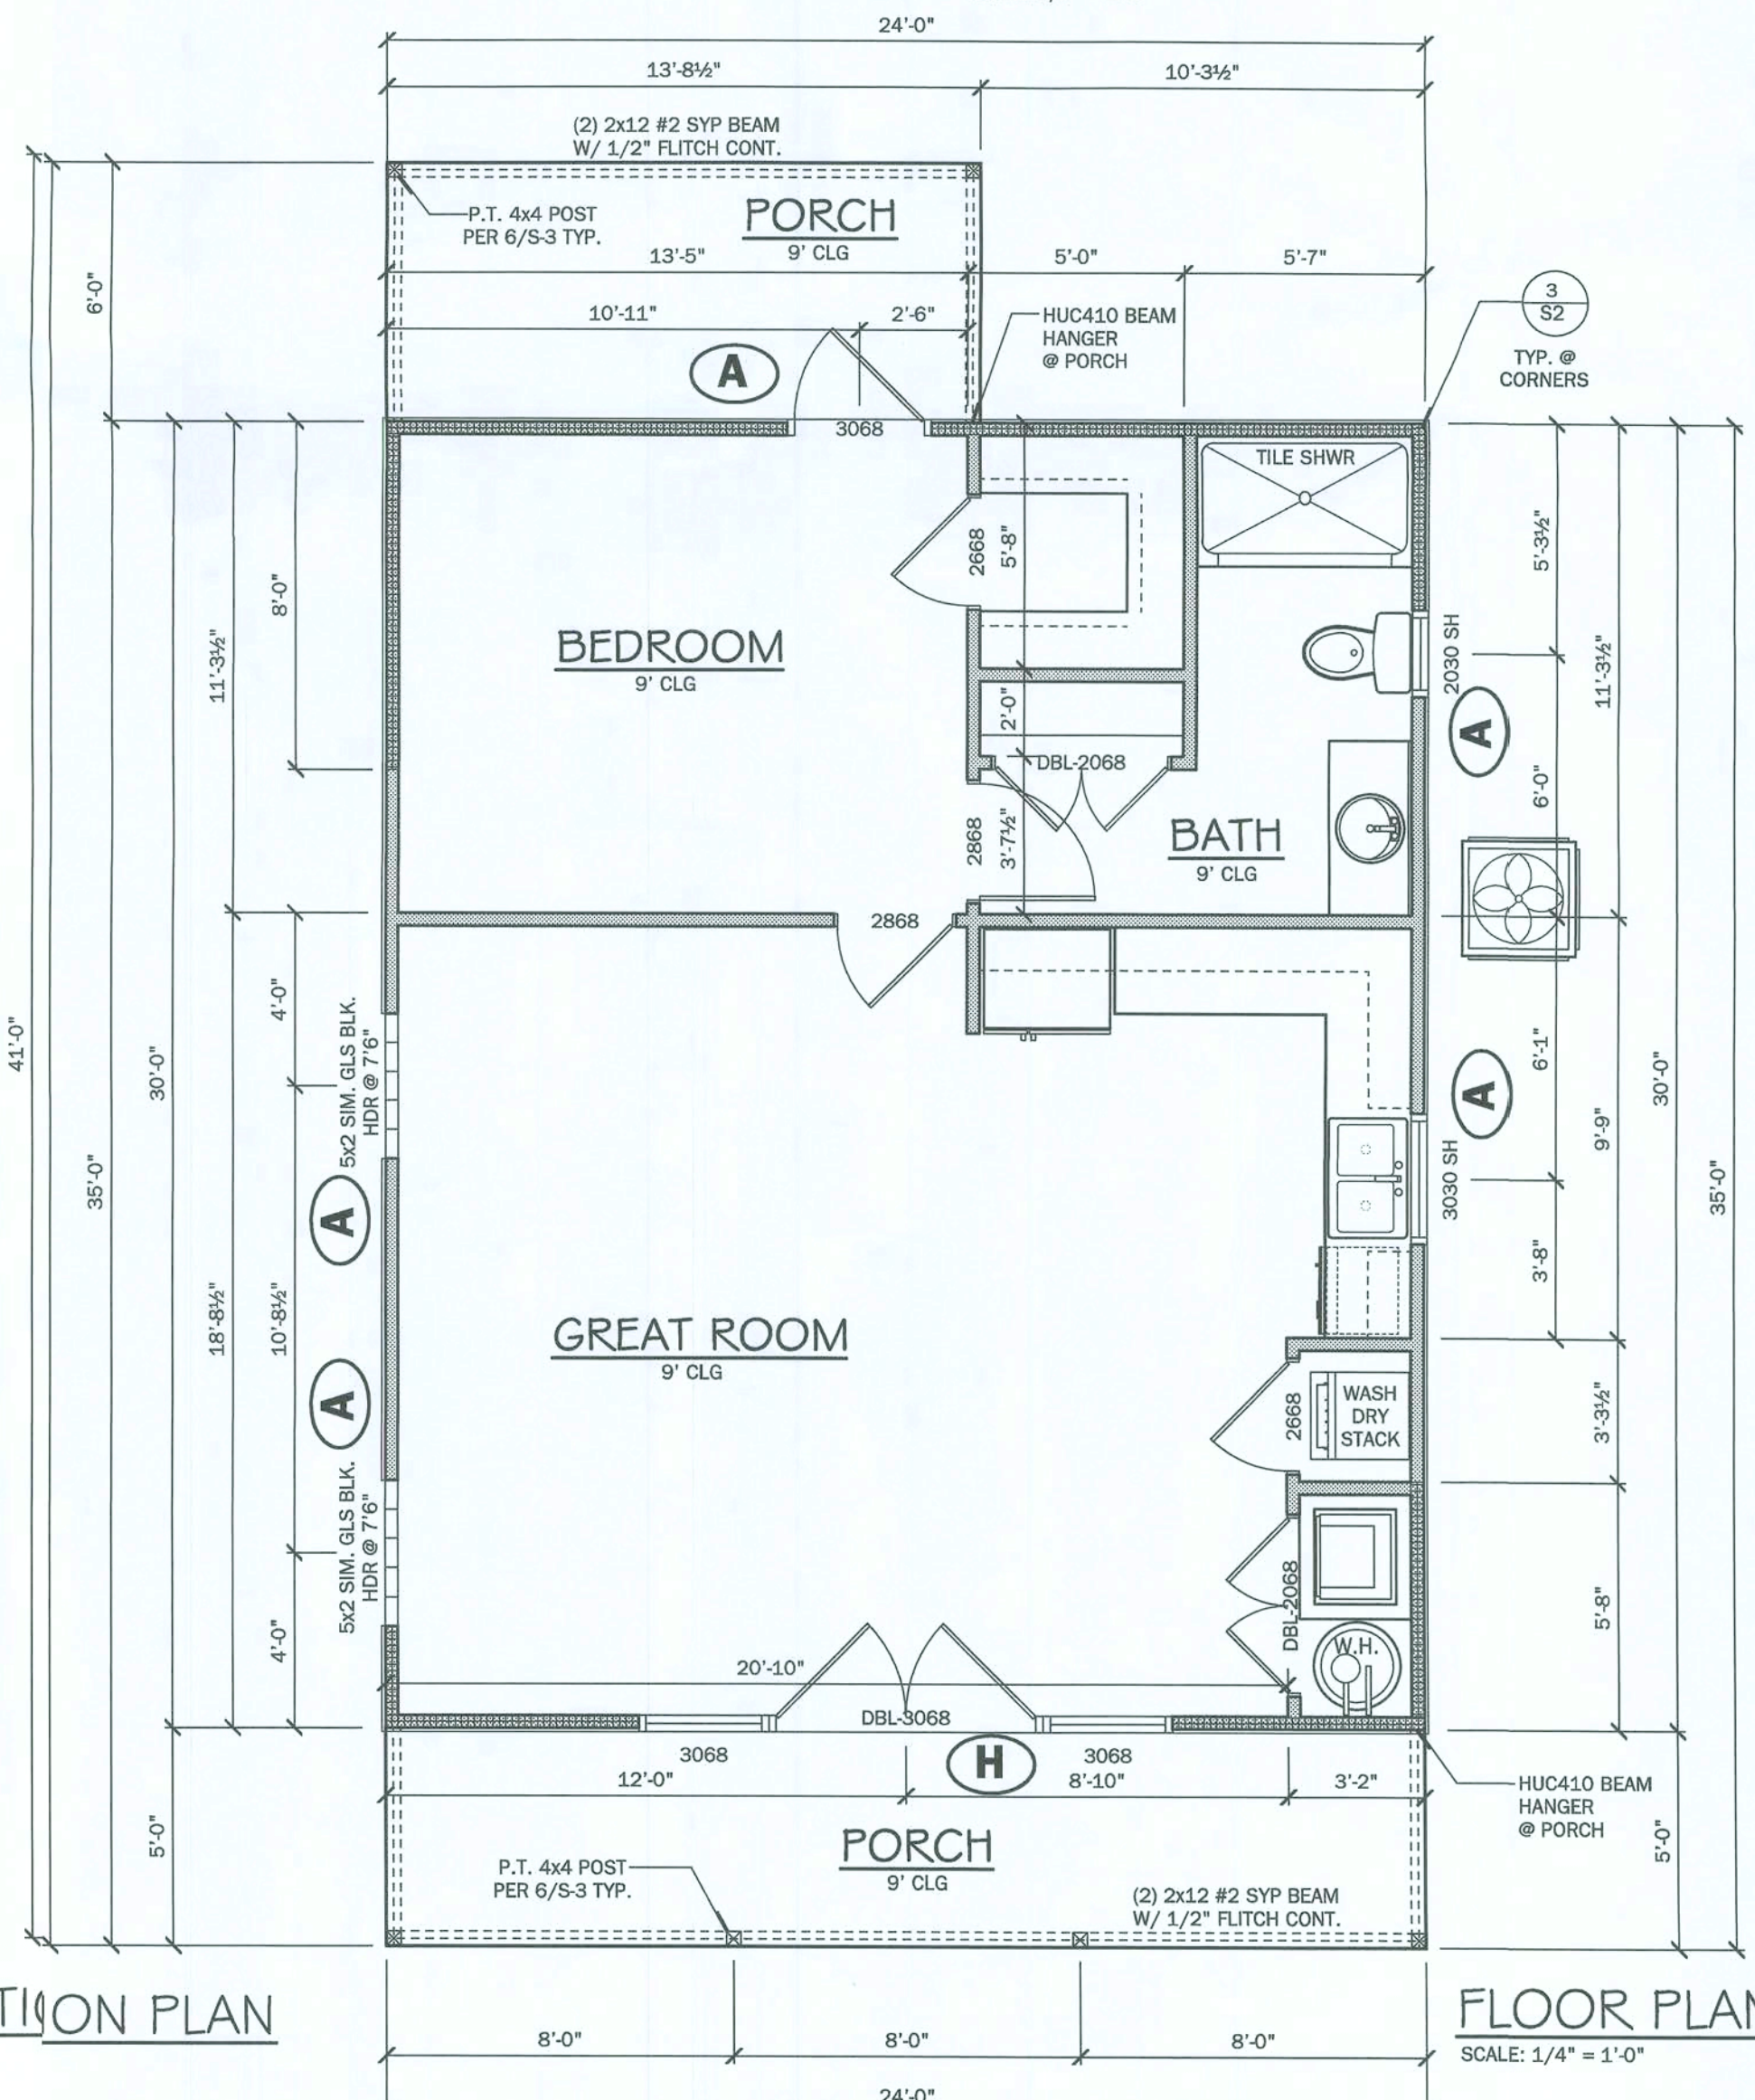 24'-0"
13'-8½"
10'-3½"
(2) 2x12 #2 SYP BEAM
W/ 1/2" FLITCH CONT.
P.T. 4x4 POST
PER 6/S-3 TYP.
PORCH
9' CLG
13'-5"
5'-0"
5'-7"
6'-0"
10'-11"
2'-6"
HUC410 BEAM
HANGER
@ PORCH
3
S2
TYP. @
CORNERS
A
3068
TILE SHWR
2668
5'-8"
5'-3½"
8'-0"
11'-3½"
BEDROOM
9' CLG
2030 SH
11'-3½"
A
2'-0"
DBL-2068
6'-0"
2868
3'-7½"
BATH
9' CLG
2868
4'-0"
5x2 SIM. GLS BLK.
HDR @ 7'6"
41'-0"
30'-0"
35'-0"
6'-1"
A
30'-0"
9'-9"
3030 SH
35'-0"
A
3'-8"
18'-8½"
10'-8½"
GREAT ROOM
9' CLG
A
2668
WASH
DRY
STACK
3'-3½"
5x2 SIM. GLS BLK.
HDR @ 7'6"
4'-0"
DBL-2068
5'-8"
W.H.
20'-10"
DBL-3068
3068
H
3068
12'-0"
8'-10"
3'-2"
HUC410 BEAM
HANGER
@ PORCH
5'-0"
5'-0"
PORCH
9' CLG
P.T. 4x4 POST
PER 6/S-3 TYP.
(2) 2x12 #2 SYP BEAM
W/ 1/2" FLITCH CONT.
ON PLAN
FLOOR PLAN
SCALE: 1/4" = 1'-0"
8'-0"
8'-0"
8'-0"
24'-0"